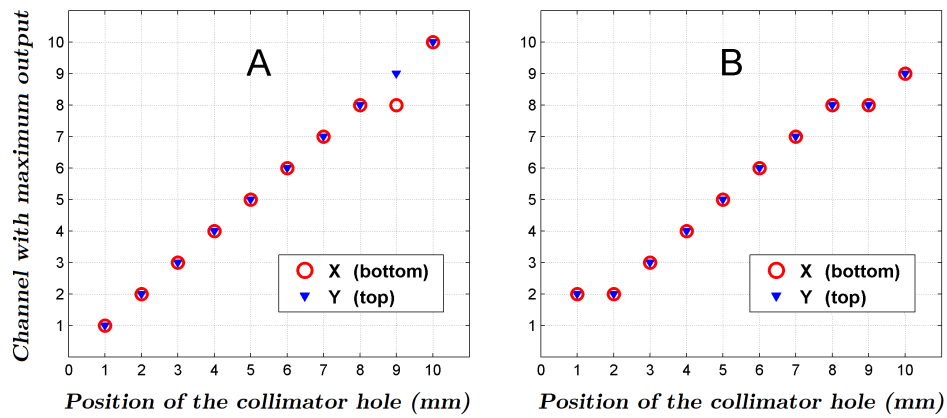 Channel with maximum output
10
9
8
7
6
5
4
3
2
1
A
X (bottom)
Y (top)
0 1 2 3 4 5 6 7 8 9 10
Position of the collimator hole (mm)
10
9
8
7
6
5
4
3
2
1
B
X (bottom)
Y (top)
0 1 2 3 4 5 6 7 8 9 10
Position of the collimator hole (mm)